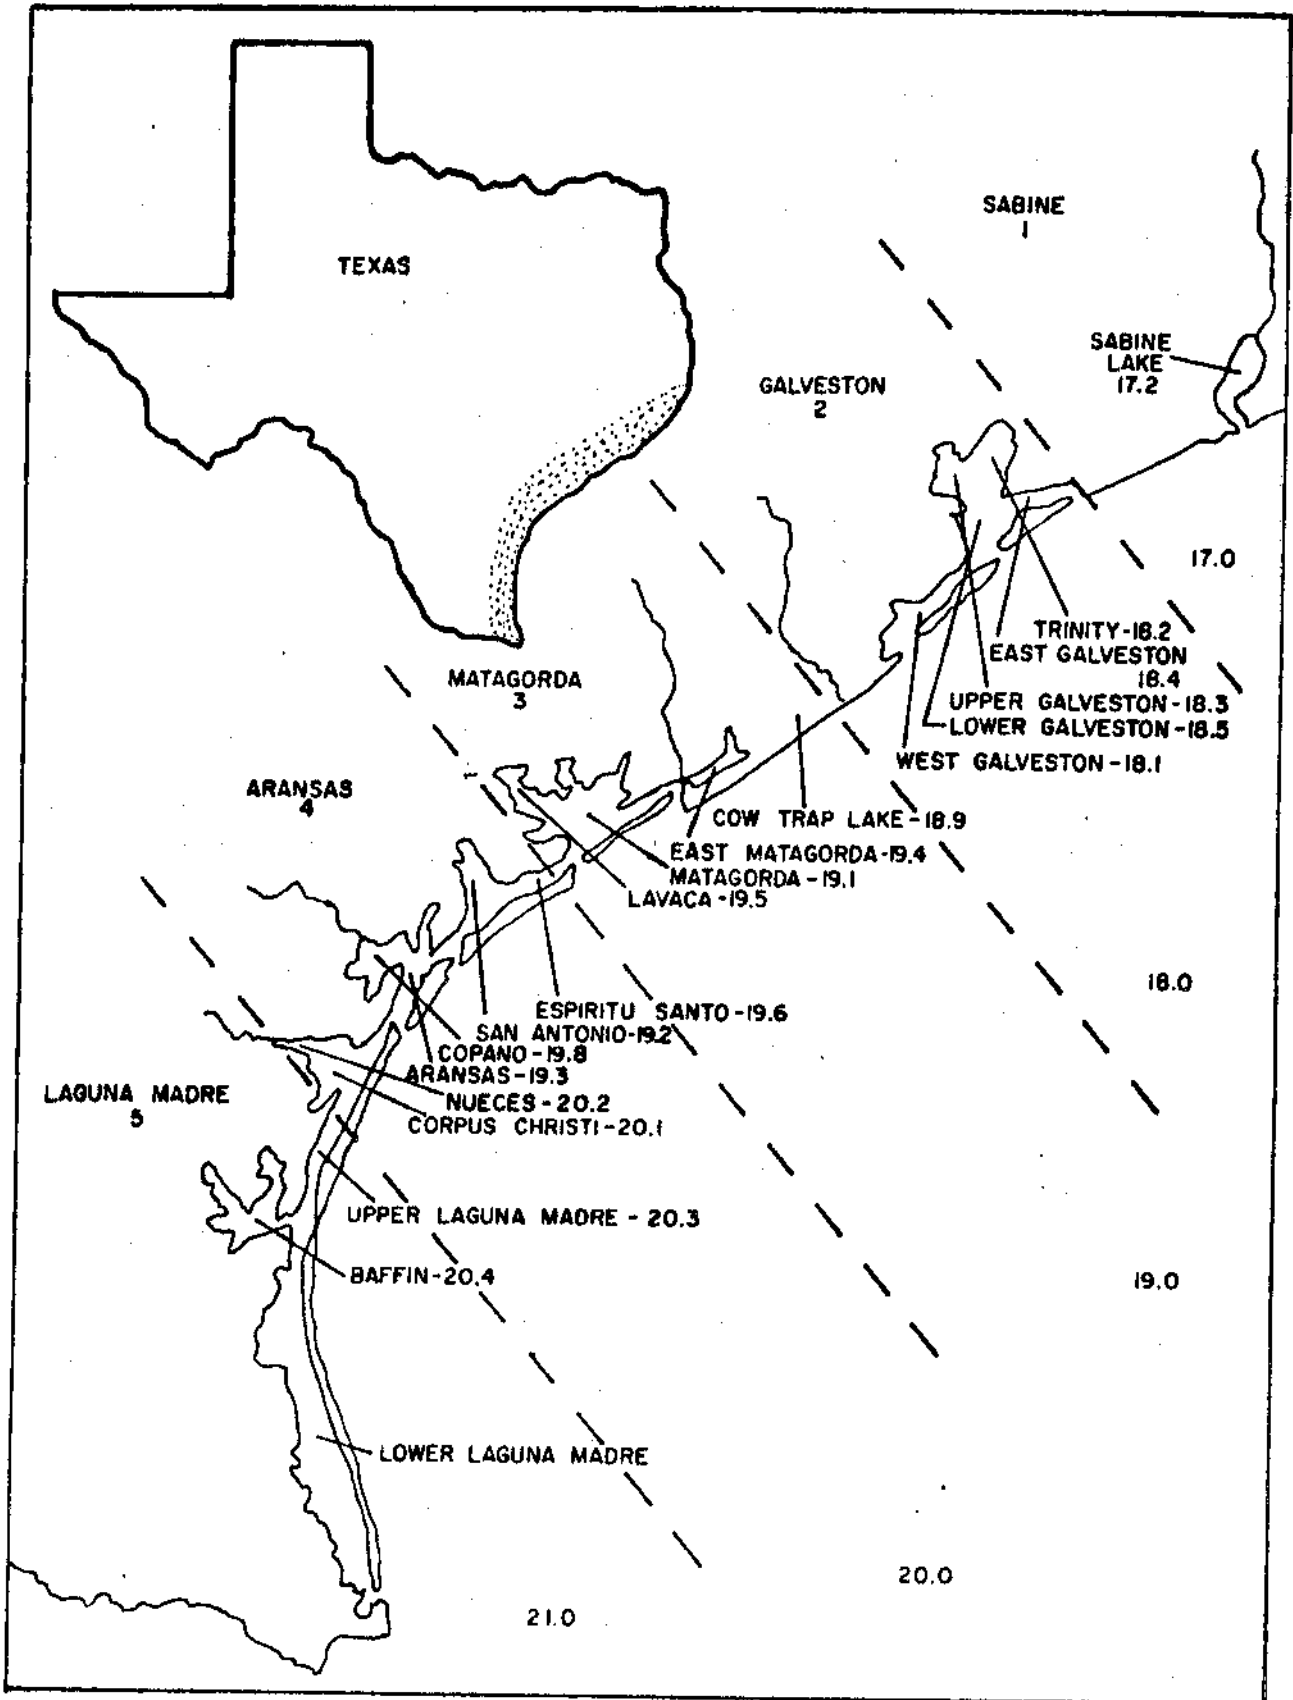 SABINE
1
TEXAS
SABINE
LAKE
17.2
GALVESTON
2
17.0
TRINITY-18.2
EAST GALVESTON
18.4
UPPER GALVESTON-18.3
LOWER GALVESTON-18.5
WEST GALVESTON-18.1
MATAGORDA
3
ARANSAS
4
COW TRAP LAKE-18.9
EAST MATAGORDA-19.4
MATAGORDA-19.1
LAVACA-19.5
18.0
ESPIRITU SANTO-19.6
SAN ANTONIO-19.2
COPANO-19.8
ARANSAS-19.3
NUECES-20.2
CORPUS CHRISTI-20.1
LAGUNA MADRE
5
UPPER LAGUNA MADRE - 20.3
BAFFIN-20.4
19.0
LOWER LAGUNA MADRE
20.0
21.0